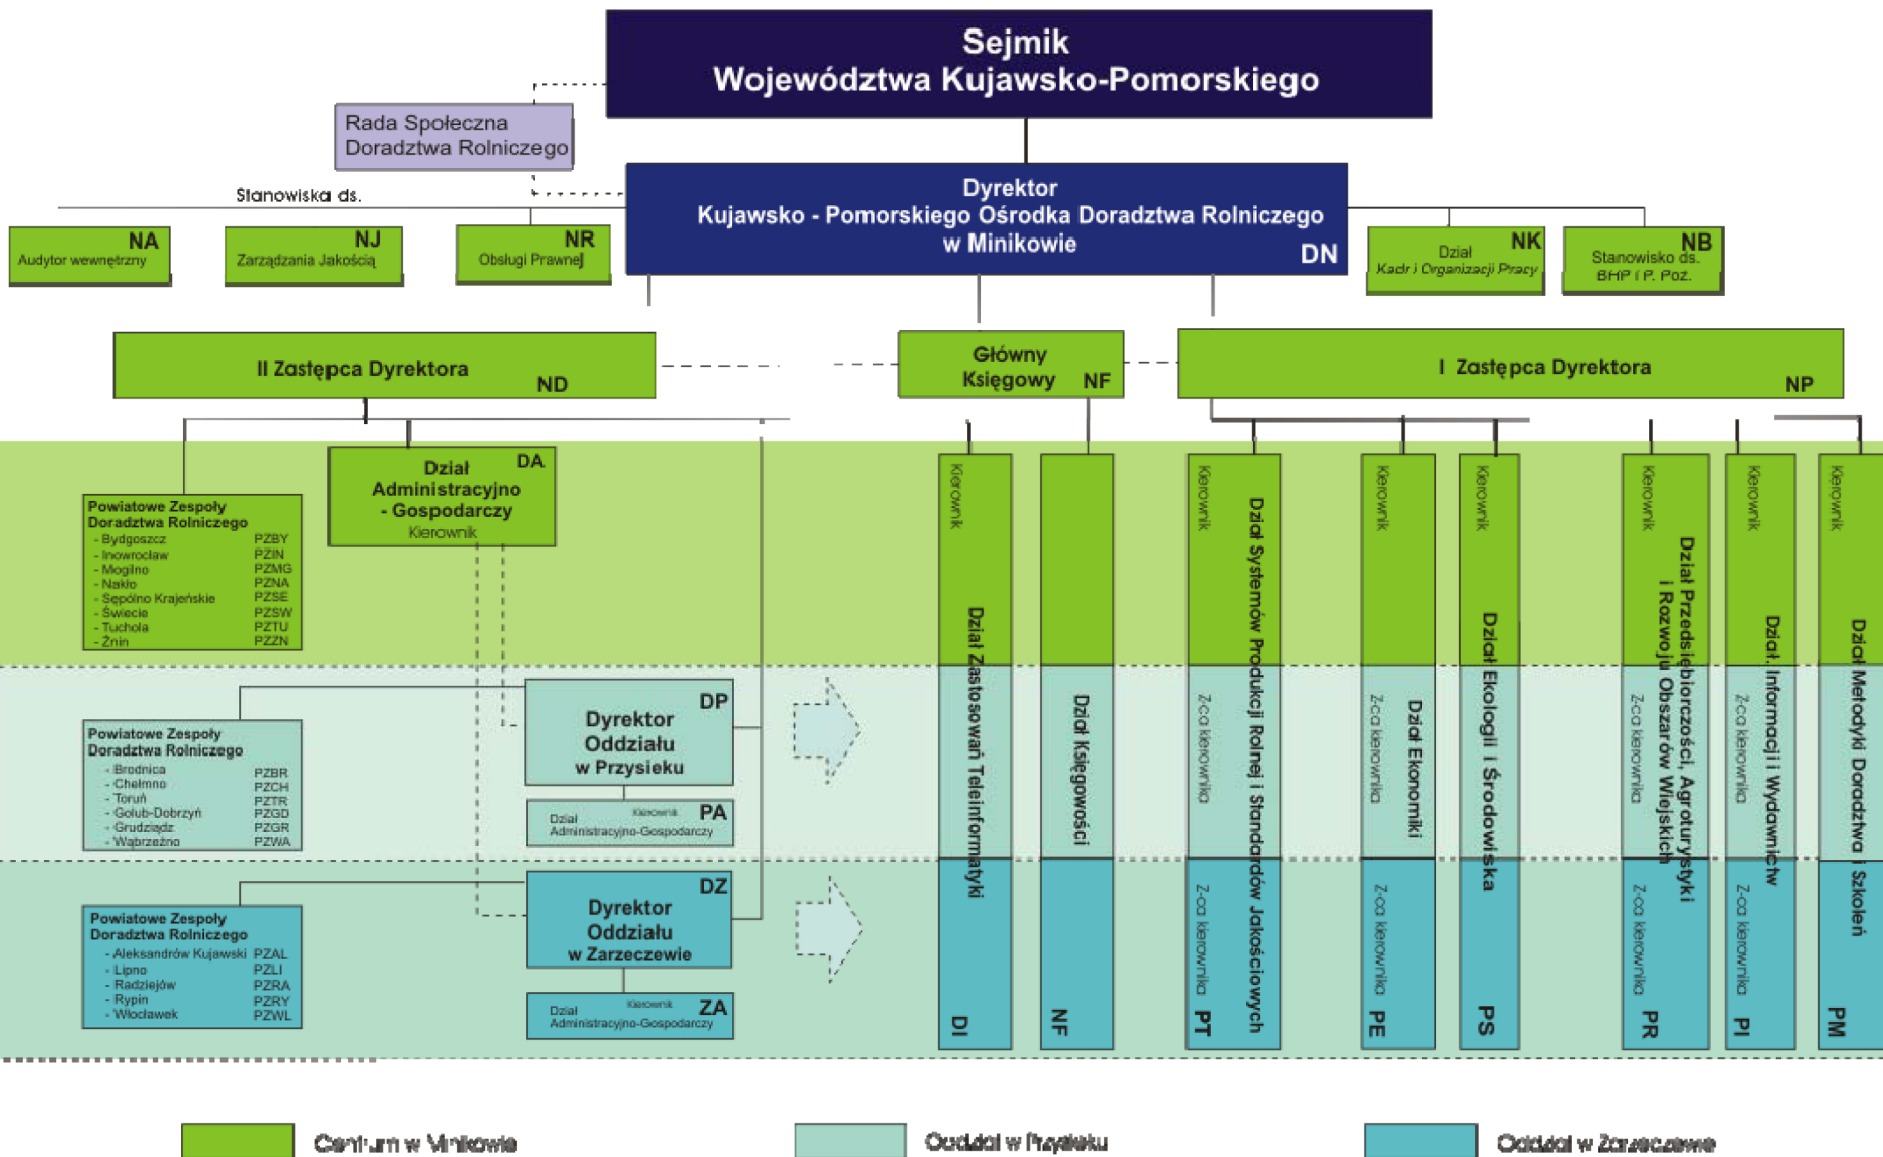 Sejmik
Województwa Kujawsko-Pomorskiego
Rada Społeczna
Doradztwa Rolniczego
Dyrektor
Kujawsko - Pomorskiego Ośrodka Doradztwa Rolniczego
w Minikowie
DN
Stanowiska ds.
NA
Audytor wewnętrzny
NJ
Zarządzania Jakością
NR
Obsługi Prawnej
NK
Dział
Kadr i Organizacji Pracy
NB
Stanowisko ds.
BHP i P. Poż.
II Zastępca Dyrektora
ND
Główny
Księgowy NF
I Zastępca Dyrektora
NP
DA
Dział
Administracyjno
- Gospodarczy
Kierownik
Powiatowe Zespoły
Doradztwa Rolniczego
- Bydgoszcz PZBY
- Inowrocław PZIN
- Mogilno PZMG
- Nakło PZNA
- Sępólno Krajeńskie PZSE
- Świecie PZSW
- Tuchola PZTU
- Żnin PZZN
DP
Dyrektor
Oddziału
w Przysieku
Kierownik PA
Dział
Administracyjno-Gospodarczy
Powiatowe Zespoły
Doradztwa Rolniczego
- Brodnica PZBR
- Chełmno PZCH
- Toruń PZTR
- Golub-Dobrzyń PZGD
- Grudziądz PZGR
- Wąbrzeźno PZWA
DZ
Dyrektor
Oddziału
w Zarzeczewie
Kierownik ZA
Dział
Administracyjno-Gospodarczy
Powiatowe Zespoły
Doradztwa Rolniczego
- Aleksandrów Kujawski PZAL
- Lipno PZLI
- Radziejów PZRA
- Rypin PZRY
- Włocławek PZWL
Kierownik
Dział Zastosowań Teleinformatyki
DI
Dział Księgowości
NF
Kierownik
Z-ca kierownika
Z-ca kierownika
Dział Systemów Produkcji Rolnej i Standardów Jakościowych
PT
Kierownik
Z-ca kierownika
Z-ca kierownika
Dział Ekonomiki
PE
Kierownik
Dział Ekologii i Środowiska
PS
Kierownik
Z-ca kierownika
Z-ca kierownika
Dział Przedsiębiorczości, Agroturystyki
i Rozwoju Obszarów Wiejskich
PR
Kierownik
Z-ca kierownika
Z-ca kierownika
Dział. Informacji i Wydawnictw
PI
Kierownik
Dział Metodyki Doradztwa i Szkoleń
PM
Centrum w Minikowie
Oddział w Przysieku
Oddział w Zarzeczewie